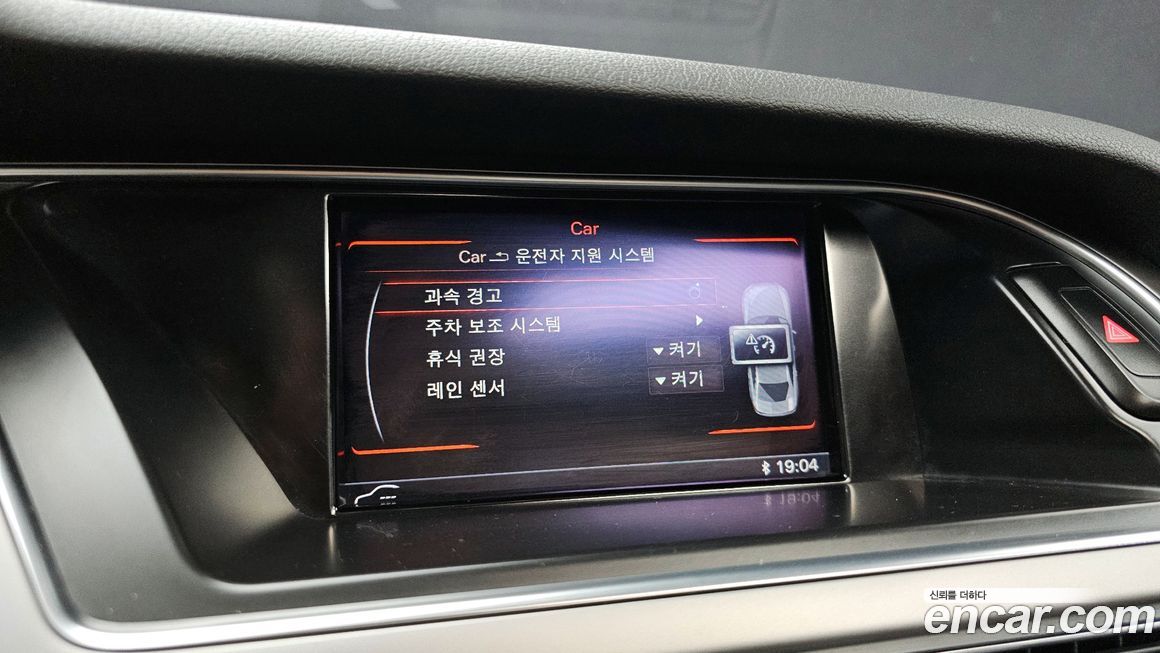 Car
Car 운전자 지원 시스템
과속 경고
주차 보조 시스템
휴식 권장 켜기
레인 센서 켜기
19:04
신뢰를 더하다
encar.com